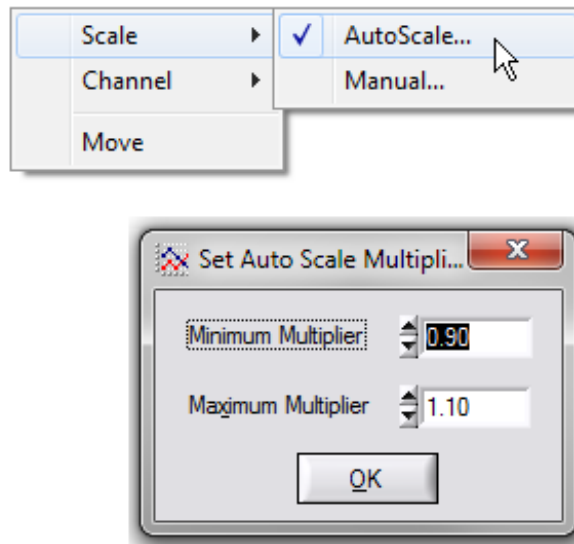 Scale AutoScale...
Channel Manual...
Move
Set Auto Scale Multipli...
Minimum Multiplier 0.90
Maximum Multiplier 1.10
OK